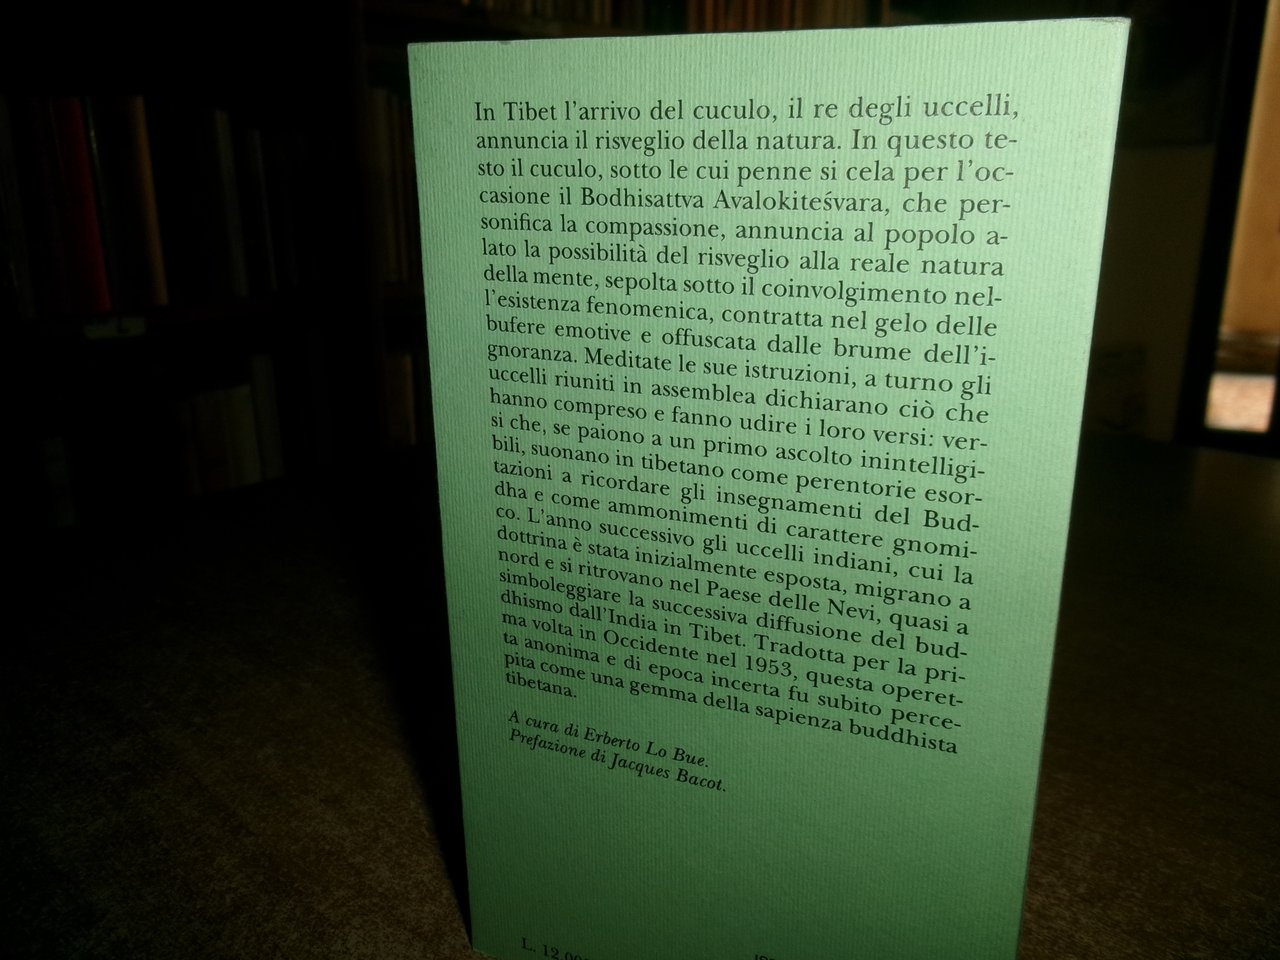 In Tibet l'arrivo del cuculo, il re degli uccelli,
annuncia il risveglio della natura. In questo te-
sto il cuculo, sotto le cui penne si cela per l'oc-
casione il Bodhisattva Avalokiteśvara, che per-
sonifica la compassione, annuncia al popolo a-
lato la possibilità del risveglio alla reale natura
della mente, sepolta sotto il coinvolgimento nel-
l'esistenza fenomenica, contratta nel gelo delle
bufere emotive e offuscata dalle brume dell'i-
gnoranza. Meditate le sue istruzioni, a turno gli
uccelli riuniti in assemblea dichiarano ciò che
hanno compreso e fanno udire i loro versi: ver-
si che, se paiono a un primo ascolto inintelligi-
bili, suonano in tibetano come perentorie esor-
tazioni a ricordare gli insegnamenti del Bud-
dha e come ammonimenti di carattere gnomi-
co. L'anno successivo gli uccelli indiani, cui la
dottrina è stata inizialmente esposta, migrano a
nord e si ritrovano nel Paese delle Nevi, quasi a
simboleggiare la successiva diffusione del bud-
dhismo dall'India in Tibet. Tradotta per la pri-
ma volta in Occidente nel 1953, questa operet-
ta anonima e di epoca incerta fu subito perce-
pita come una gemma della sapienza buddhista
tibetana.
A cura di Erberto Lo Bue.
Prefazione di Jacques Bacot.
L.